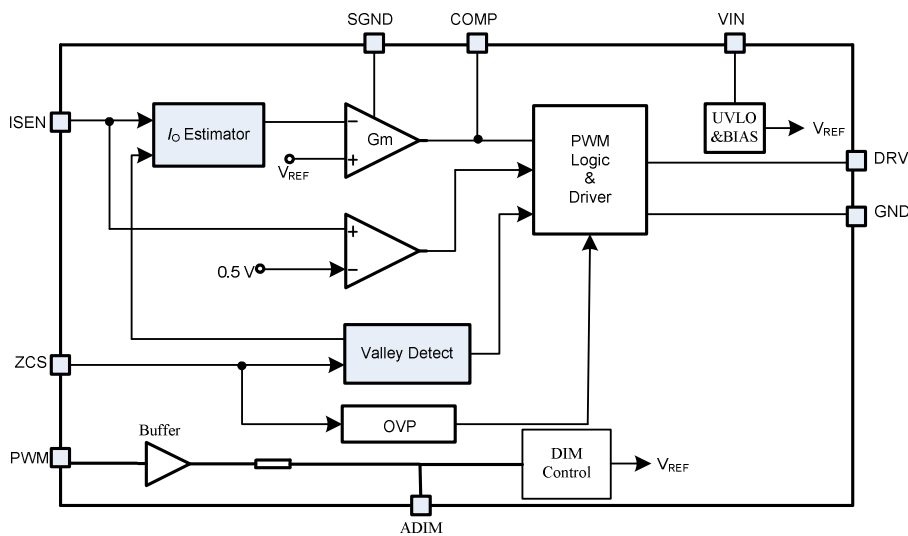 SGND
COMP
VIN
ISEN
IO Estimator
−
Gm
+
VREF
PWM
Logic
&
Driver
UVLO
&BIAS
VREF
DRV
GND
+
−
0.5 V
ZCS
Valley Detect
OVP
Buffer
PWM
DIM
Control
VREF
ADIM